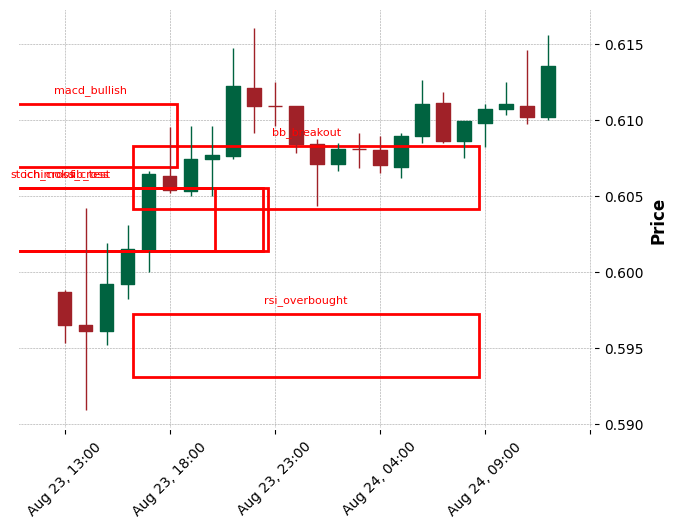 0.615
macd_bullish
0.610
bb_breakout
0.605
rsi_overbought
0.600
0.595
0.590
Price
Aug 23, 13:00
Aug 23, 18:00
Aug 23, 23:00
Aug 24, 04:00
Aug 24, 09:00